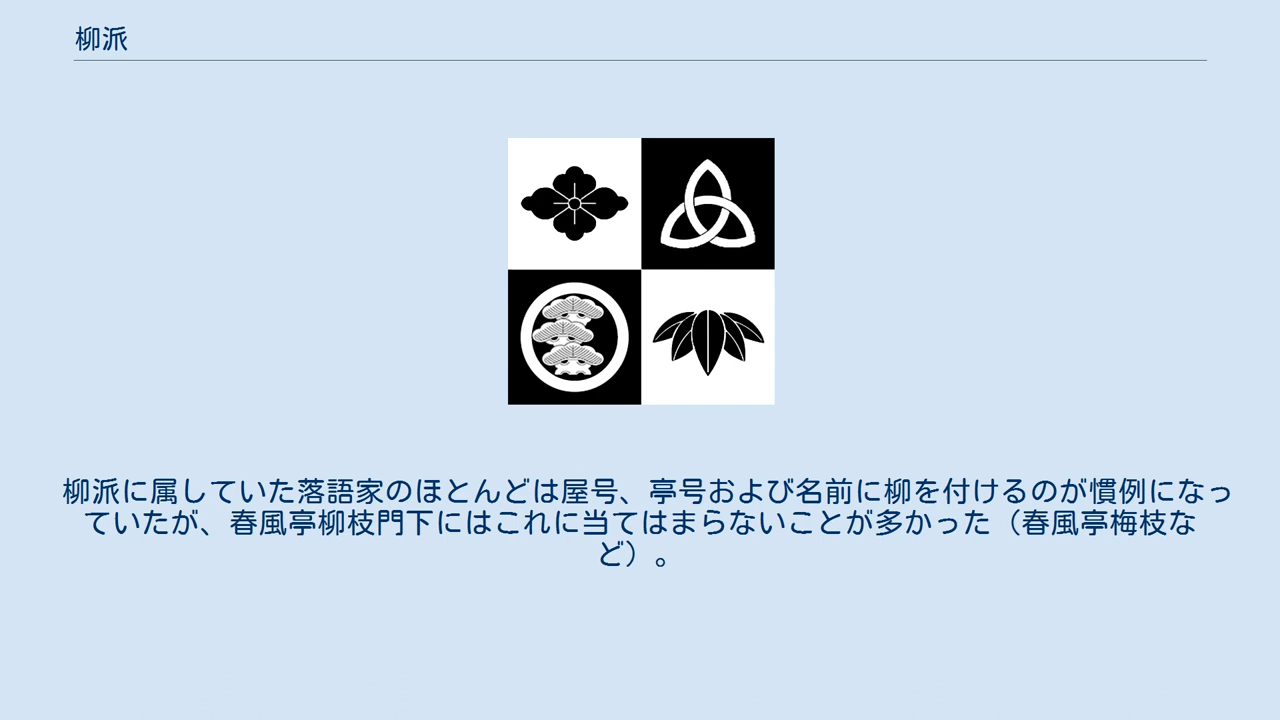 柳派
柳派に属していた落語家のほとんどは屋号、亭号および名前に柳を付けるのが慣例になっ
ていたが、春風亭柳枝門下にはこれに当てはまらないことが多かった（春風亭梅枝な
ど）。